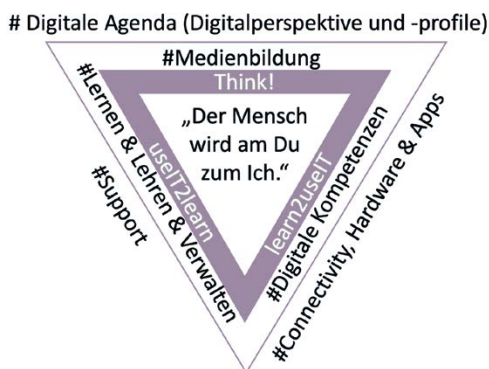 # Digitale Agenda (Digitalperspektive und -profile)
#Medienbildung
Think!
„Der Mensch
wird am Du
zum Ich.“
useIT2learn
learn2useIT
#Lernen & Lehren & Verwalten
#Digitale Kompetenzen
#Support
#Connectivity, Hardware & Apps